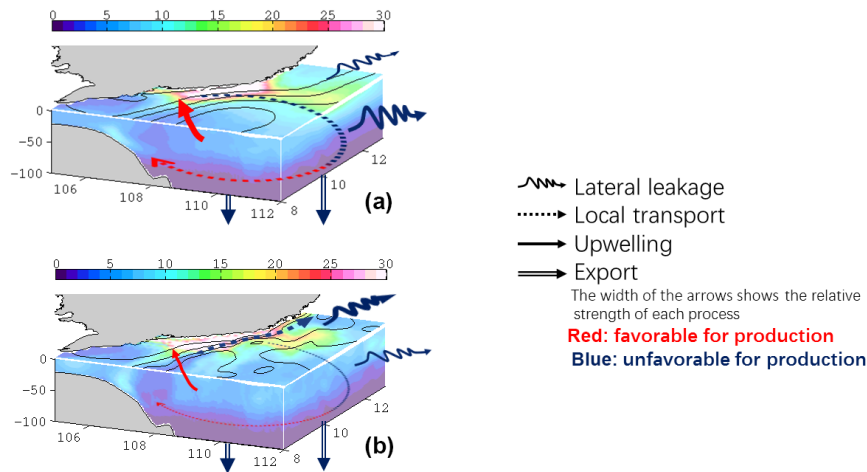 0 5 10 15 20 25 30
0
−50
−100
106
108
110
112
8
10
12
(a)
0 5 10 15 20 25 30
0
−50
−100
106
108
110
112
8
10
12
(b)
Lateral leakage
Local transport
Upwelling
Export
The width of the arrows shows the relative
strength of each process
Red: favorable for production
Blue: unfavorable for production